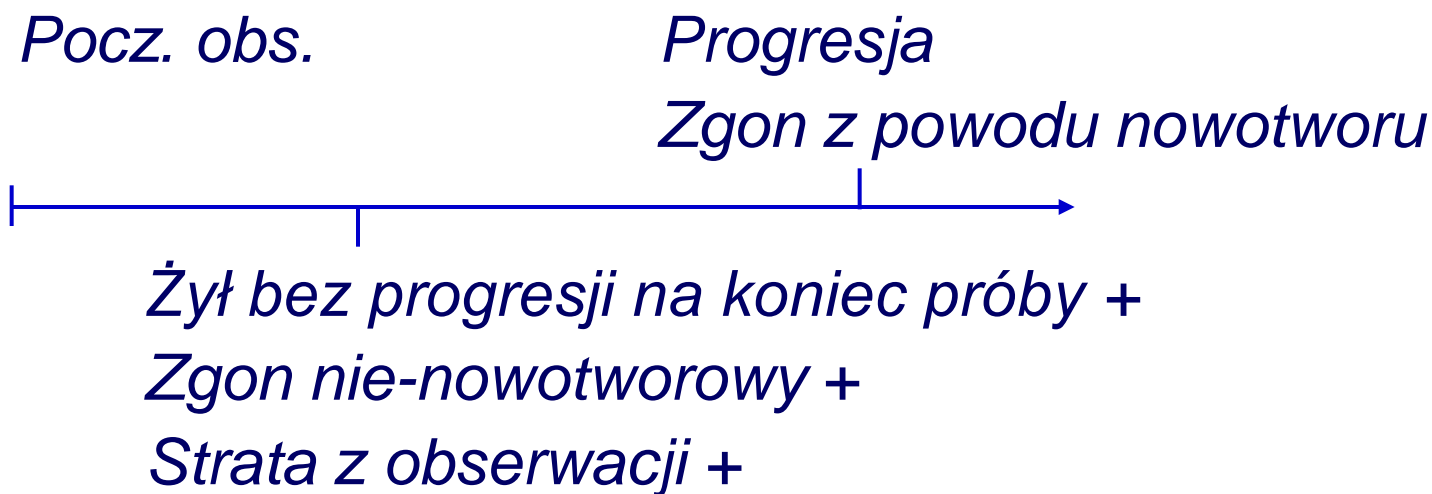 Pocz. obs.
Progresja
Zgon z powodu nowotworu
Żył bez progresji na koniec próby +
Zgon nie-nowotworowy +
Strata z obserwacji +